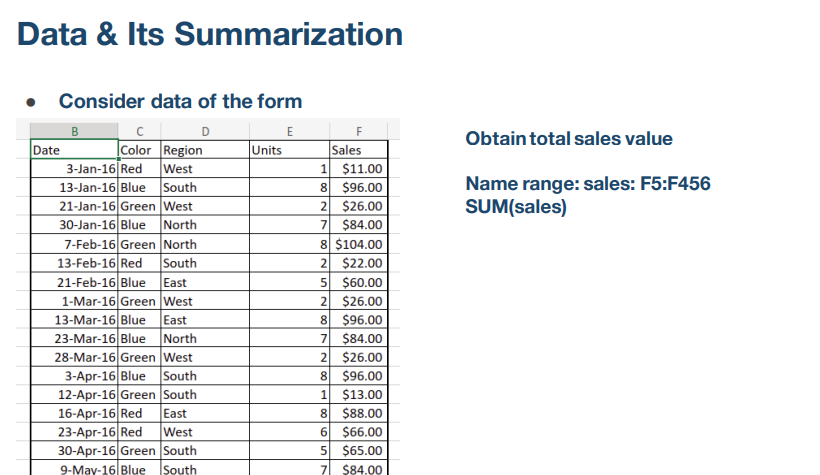 Data & Its Summarization
● Consider data of the form
B C D E F
Date Color Region Units Sales
3-Jan-16 Red West 1 $11.00
13-Jan-16 Blue South 8 $96.00
21-Jan-16 Green West 2 $26.00
30-Jan-16 Blue North 7 $84.00
7-Feb-16 Green North 8 $104.00
13-Feb-16 Red South 2 $22.00
21-Feb-16 Blue East 5 $60.00
1-Mar-16 Green West 2 $26.00
13-Mar-16 Blue East 8 $96.00
23-Mar-16 Blue North 7 $84.00
28-Mar-16 Green West 2 $26.00
3-Apr-16 Blue South 8 $96.00
12-Apr-16 Green South 1 $13.00
16-Apr-16 Red East 8 $88.00
23-Apr-16 Red West 6 $66.00
30-Apr-16 Green South 5 $65.00
9-May-16 Blue South 7 $84.00
Obtain total sales value
Name range: sales: F5:F456
SUM(sales)